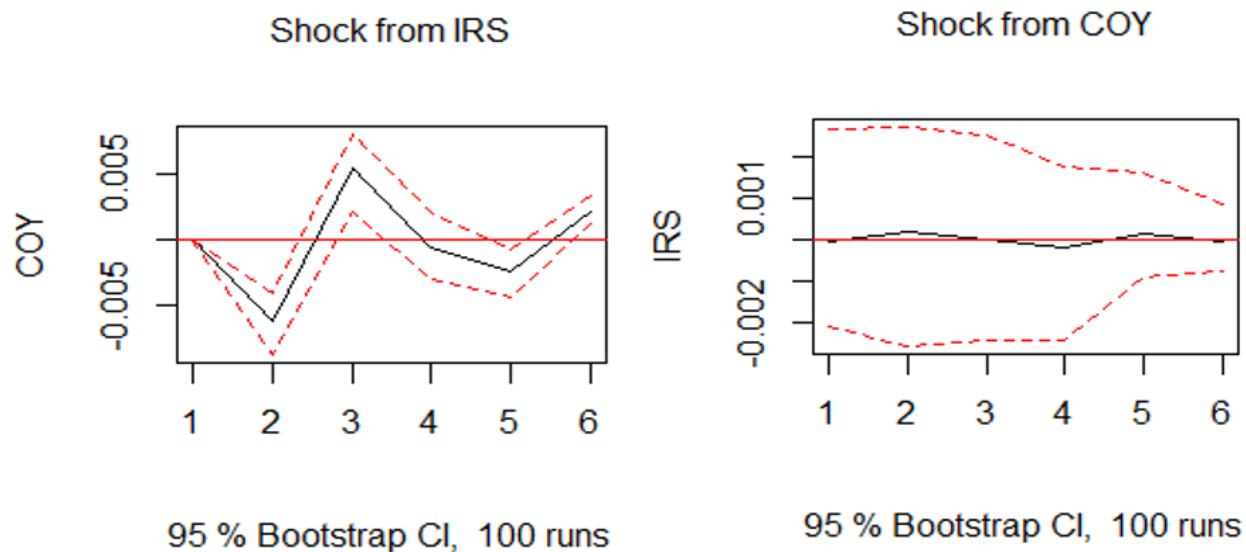 Shock from IRS
COY
0.005
-0.005
1 2 3 4 5 6
95 % Bootstrap CI, 100 runs
Shock from COY
IRS
0.001
-0.002
1 2 3 4 5 6
95 % Bootstrap CI, 100 runs